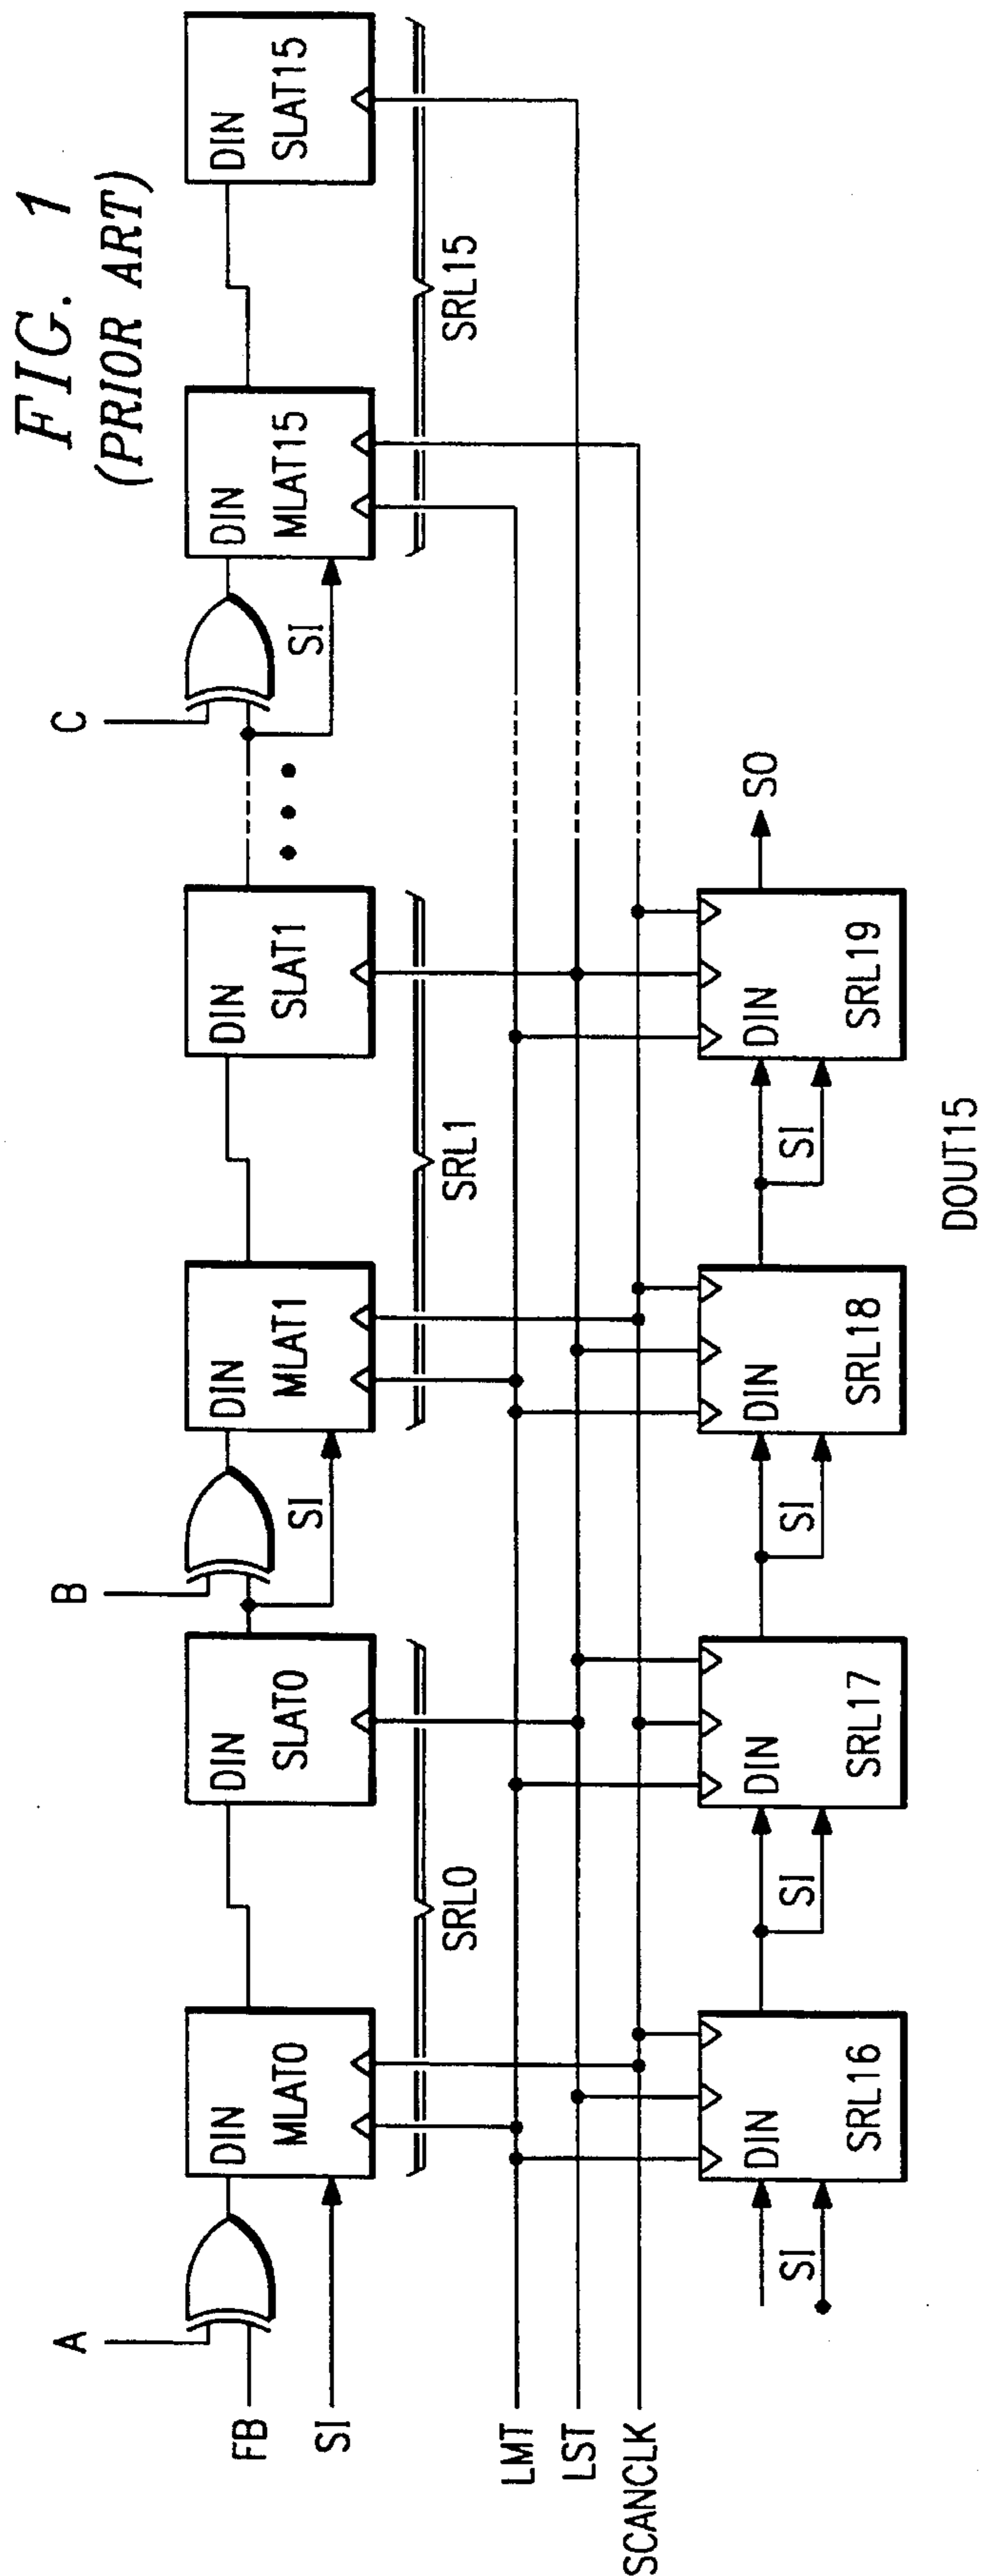 FIG. 1
(PRIOR ART)
A
B
C
FB
SI
DIN
MLAT0
DIN
SLAT0
SI
DIN
MLAT1
DIN
SLAT1
SI
DIN
MLAT15
DIN
SLAT15
SRL0
SRL1
SRL15
LMT
LST
SCANCLK
SI
DIN
SRL16
SI
DIN
SRL17
SI
DIN
SRL18
SI
DIN
SRL19
SO
DOUT15